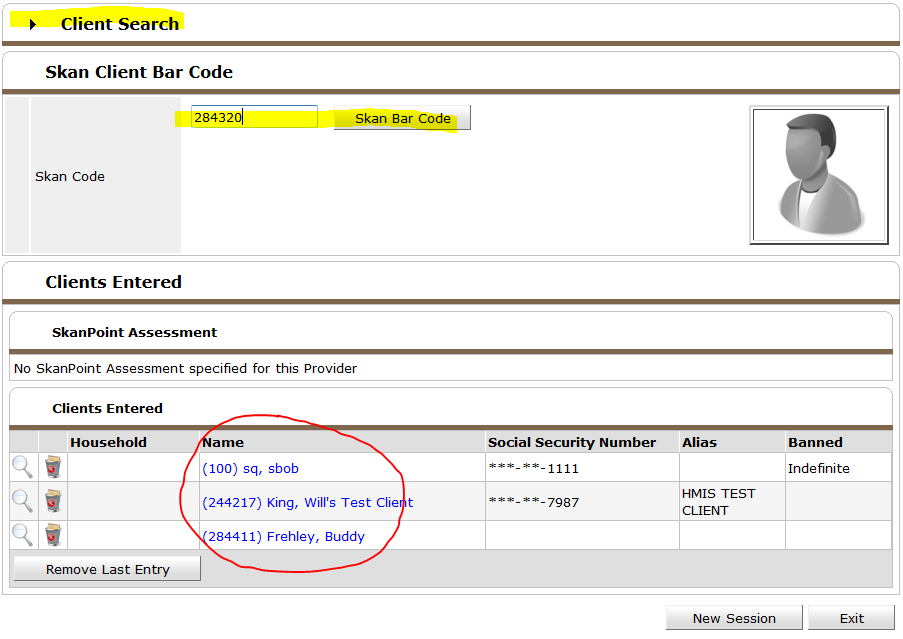 Client Search
Skan Client Bar Code
284320 Skan Bar Code
Skan Code
Clients Entered
SkanPoint Assessment
No SkanPoint Assessment specified for this Provider
Clients Entered
Household Name Social Security Number Alias Banned
(100) sq, sbob ***-**-1111 Indefinite
(244217) King, Will's Test Client ***-**-7987 HMIS TEST
CLIENT
(284411) Frehley, Buddy
Remove Last Entry
New Session Exit